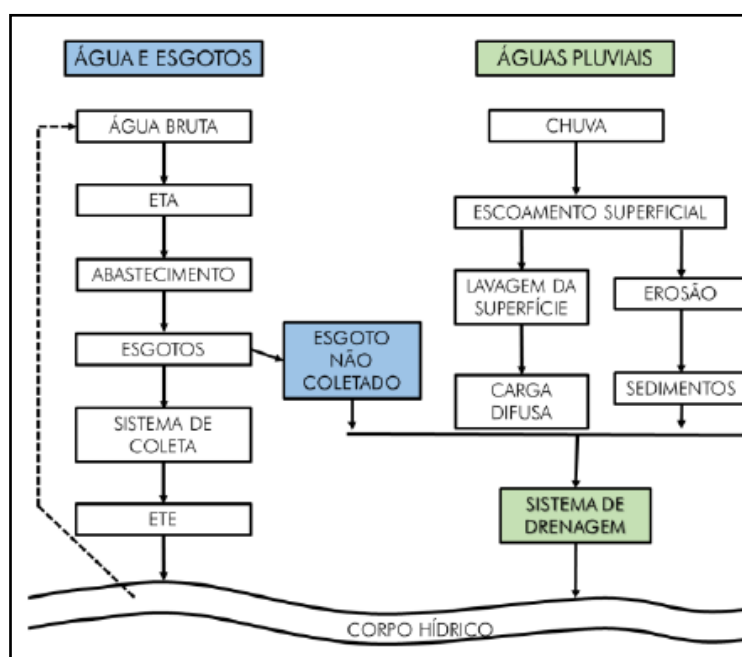 ÁGUA E ESGOTOS
ÁGUAS PLUVIAIS
ÁGUA BRUTA
CHUVA
ETA
ESCOAMENTO SUPERFICIAL
ABASTECIMENTO
LAVAGEM DA
SUPERFÍCIE
EROSÃO
ESGOTOS
ESGOTO
NÃO
COLETADO
CARGA
DIFUSA
SEDIMENTOS
SISTEMA DE
COLETA
ETE
SISTEMA DE
DRENAGEM
CORPO HÍDRICO